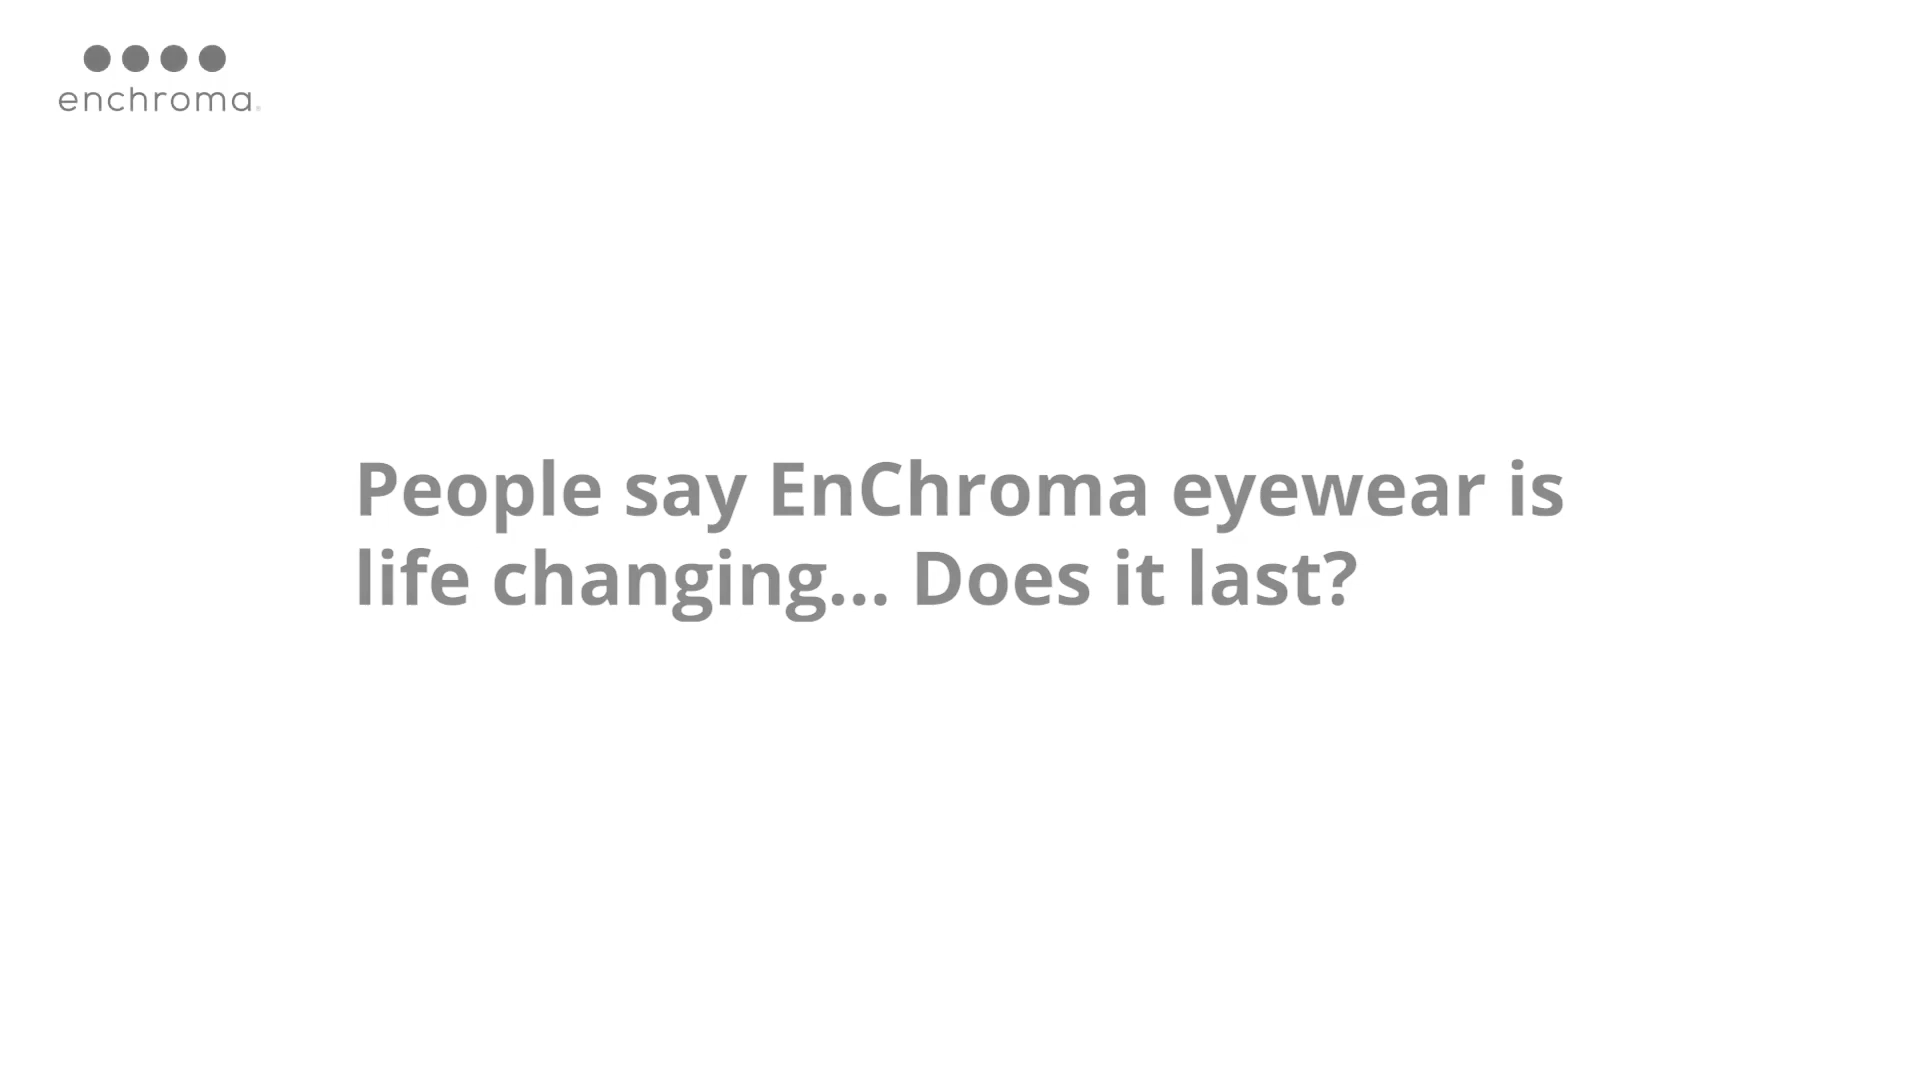 enchroma
People say EnChroma eyewear is
life changing... Does it last?